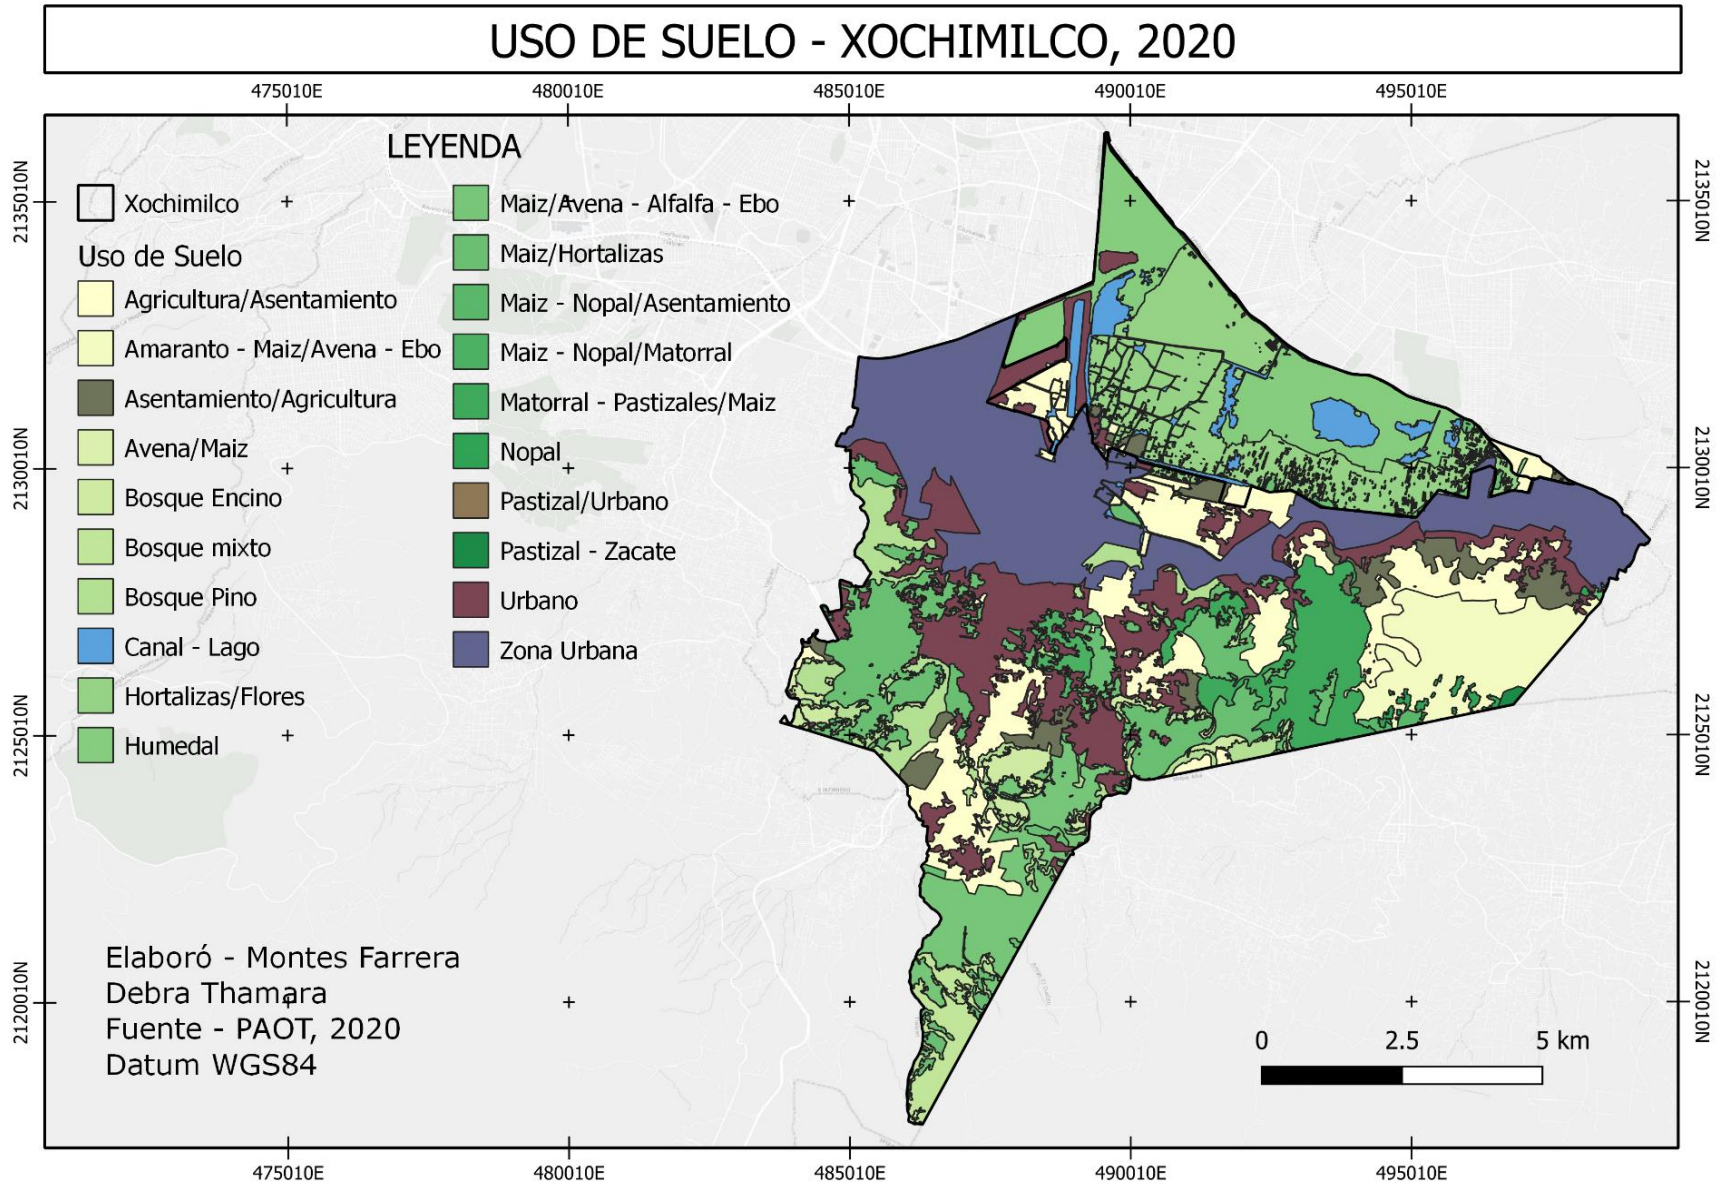 USO DE SUELO - XOCHIMILCO, 2020
475010E 480010E 485010E 490010E 495010E
LEYENDA
Xochimilco
Uso de Suelo
Agricultura/Asentamiento
Amaranto - Maiz/Avena - Ebo
Asentamiento/Agricultura
Avena/Maiz
Bosque Encino
Bosque mixto
Bosque Pino
Canal - Lago
Hortalizas/Flores
Humedal
Maiz/Avena - Alfalfa - Ebo
Maiz/Hortalizas
Maiz - Nopal/Asentamiento
Maiz - Nopal/Matorral
Matorral - Pastizales/Maiz
Nopal
Pastizal/Urbano
Pastizal - Zacate
Urbano
Zona Urbana
2135010N
2130010N
2125010N
2120010N
2135010N
2130010N
2125010N
2120010N
Elaboró - Montes Farrera
Debra Thamara
Fuente - PAOT, 2020
Datum WGS84
0 2.5 5 km
475010E 480010E 485010E 490010E 495010E